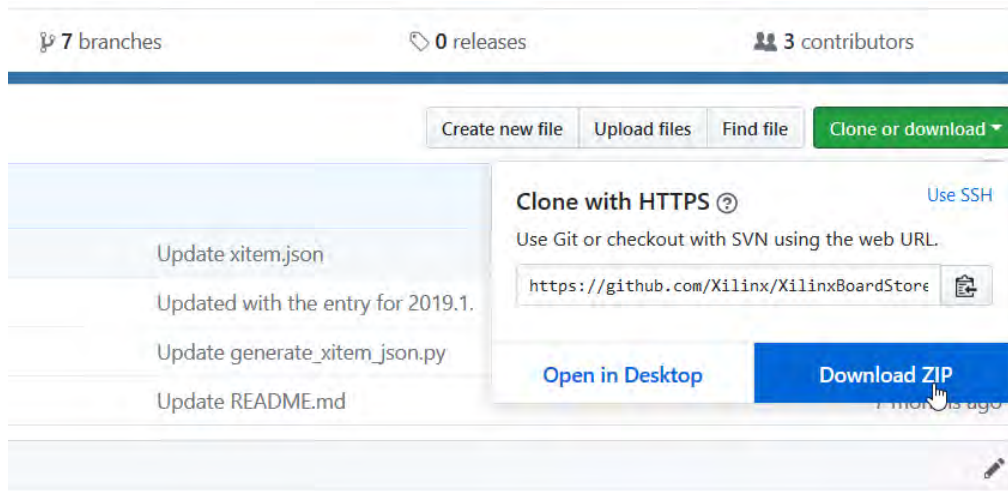 7 branches
0 releases
3 contributors
Create new file
Upload files
Find file
Clone or download
Clone with HTTPS
Use SSH
Use Git or checkout with SVN using the web URL.
https://github.com/Xilinx/XilinxBoardStore
Open in Desktop
Download ZIP
Update xitem.json
Updated with the entry for 2019.1.
Update generate_xitem_json.py
Update README.md
7 months ago